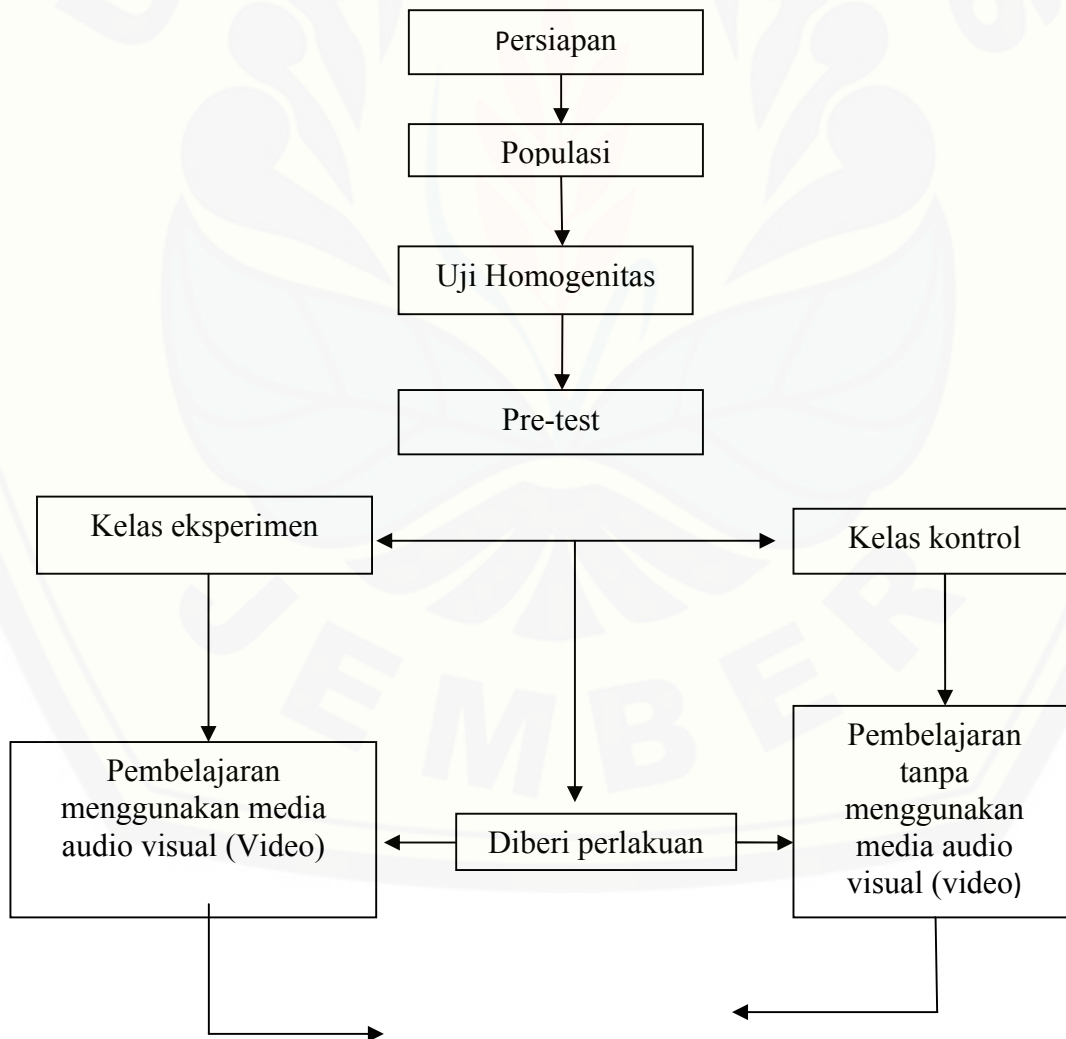 Persiapan
Populasi
Uji Homogenitas
Pre-test
Kelas eksperimen
Kelas kontrol
Pembelajaran
menggunakan media
audio visual (Video)
Diberi perlakuan
Pembelajaran
tanpa
menggunakan
media audio
visual (video)
JEMBER